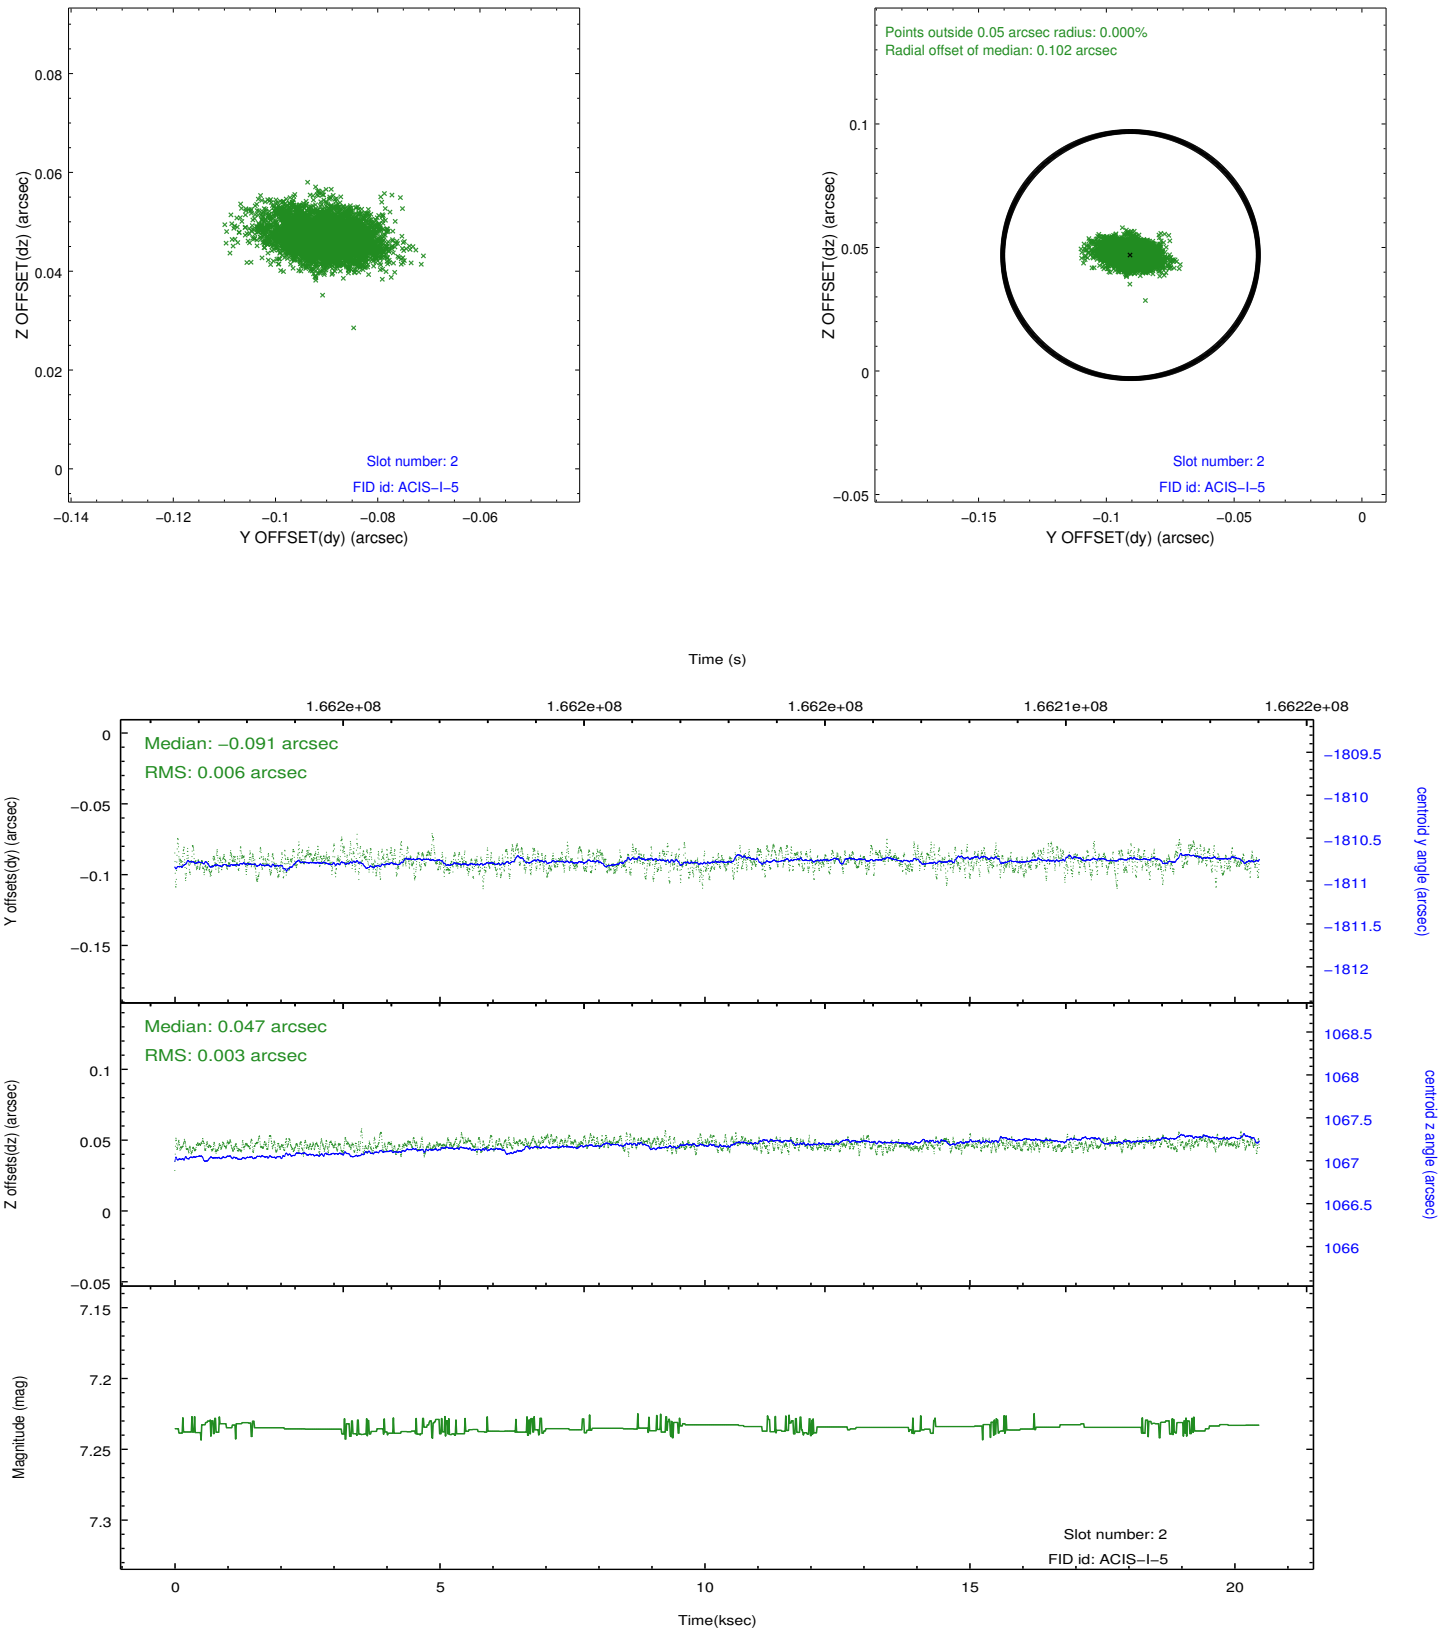 0.08
0.06
0.04
0.02
0
Z OFFSET(dz) (arcsec)
Slot number: 2
FID id: ACIS−I−5
−0.14
−0.12
−0.1
−0.08
−0.06
Y OFFSET(dy) (arcsec)
Points outside 0.05 arcsec radius: 0.000%
Radial offset of median: 0.102 arcsec
0.1
0.05
0
−0.05
Z OFFSET(dz) (arcsec)
Slot number: 2
FID id: ACIS−I−5
−0.15
−0.1
−0.05
0
Y OFFSET(dy) (arcsec)
Time (s)
1.662e+08
1.662e+08
1.662e+08
1.6621e+08
1.6622e+08
Median: −0.091 arcsec
RMS: 0.006 arcsec
0
−0.05
−0.1
−0.15
Y offsets(dy) (arcsec)
−1809.5
−1810
−1810.5
−1811
−1811.5
−1812
centroid y angle (arcsec)
Median: 0.047 arcsec
RMS: 0.003 arcsec
0.1
0.05
0
−0.05
Z offsets(dz) (arcsec)
1068.5
1068
1067.5
1067
1066.5
1066
centroid z angle (arcsec)
7.15
7.2
7.25
7.3
Magnitude (mag)
Slot number: 2
FID id: ACIS−I−5
0
5
10
15
20
Time(ksec)